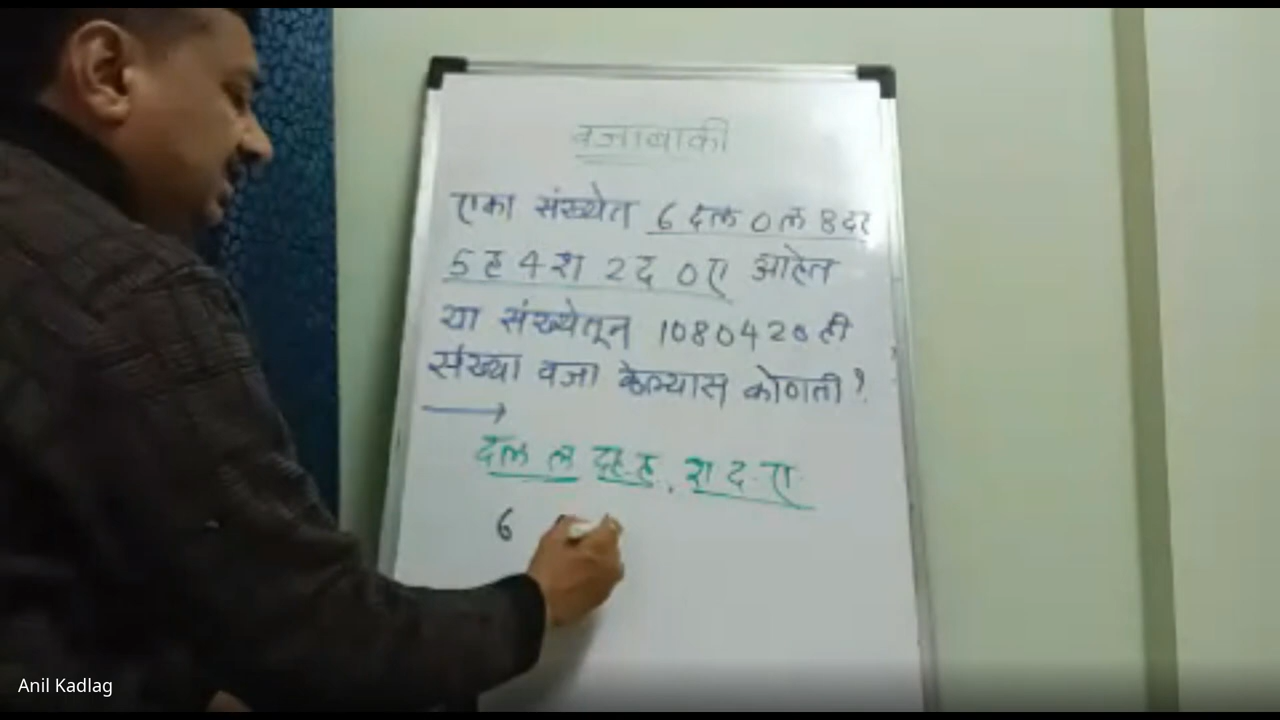 वजाबाकी
एका संख्येत 6 दल 0 ल 8 दह
5 ह 4 श 2 द 0 ए आहेत
या संख्येतून 1080420 ही
संख्या वजा केल्यास कोणती ?
दल ल दह ह, श द ए
6
Anil Kadlag